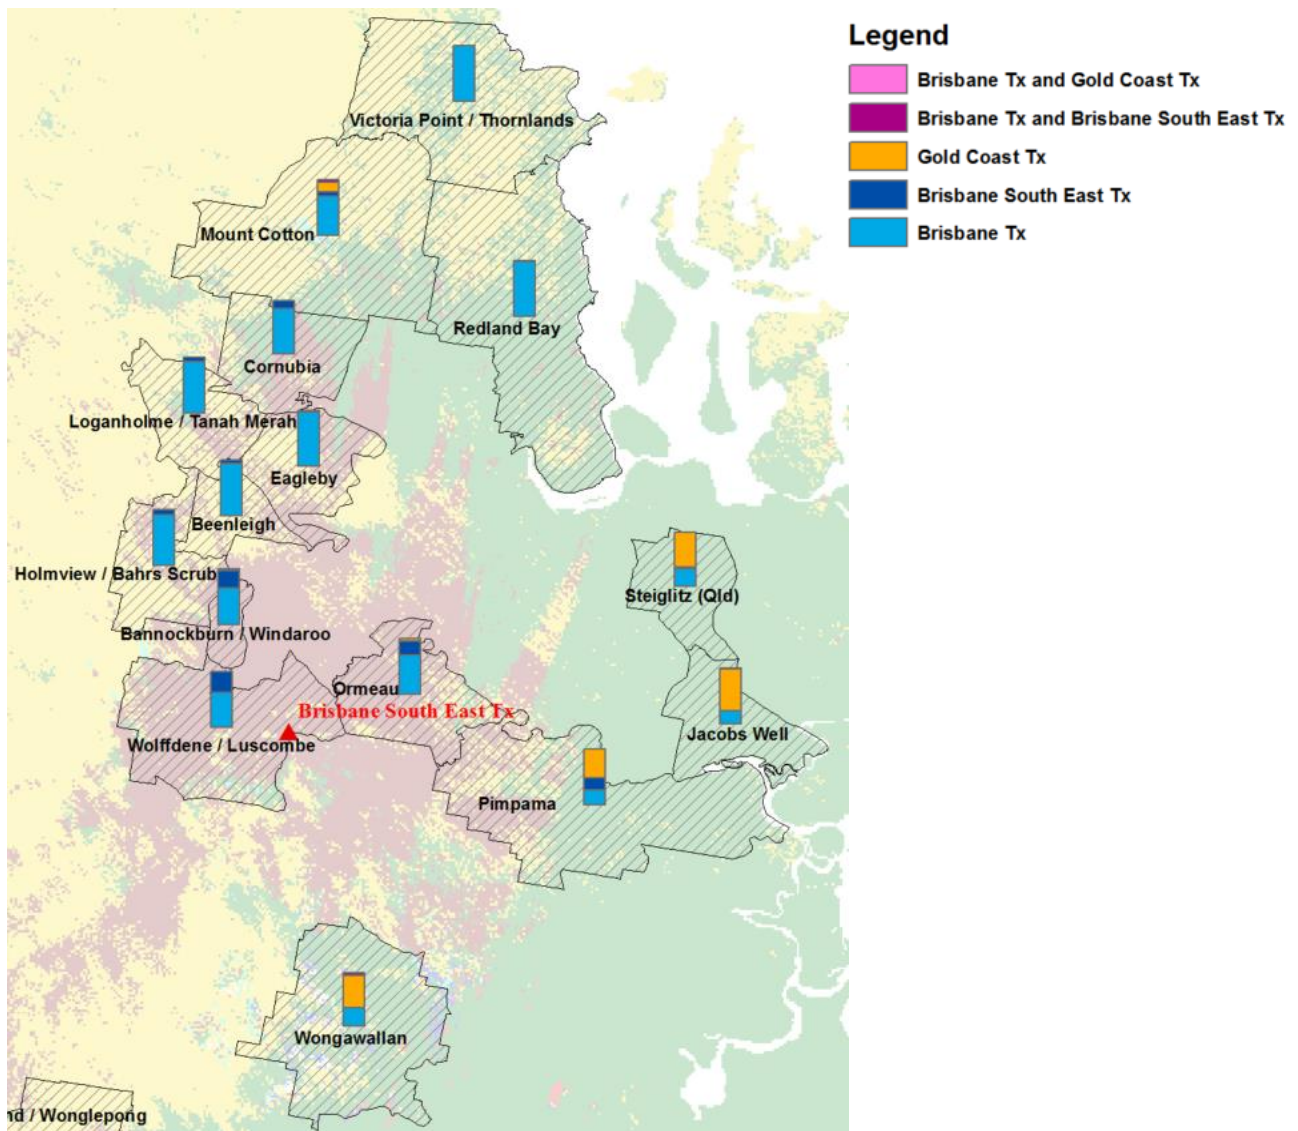 Legend
Brisbane Tx and Gold Coast Tx
Brisbane Tx and Brisbane South East Tx
Gold Coast Tx
Brisbane South East Tx
Brisbane Tx
Victoria Point / Thornlands
Mount Cotton
Redland Bay
Cornubia
Loganholme / Tanah Merah
Eagleby
Beenleigh
Holmview / Bahrs Scrub
Steiglitz (Qld)
Bannockburn / Windaroo
Ormeau
Brisbane South East Tx
Jacobs Well
Wolffdene / Luscombe
Pimpama
Wongawallan
nd / Wonglepong